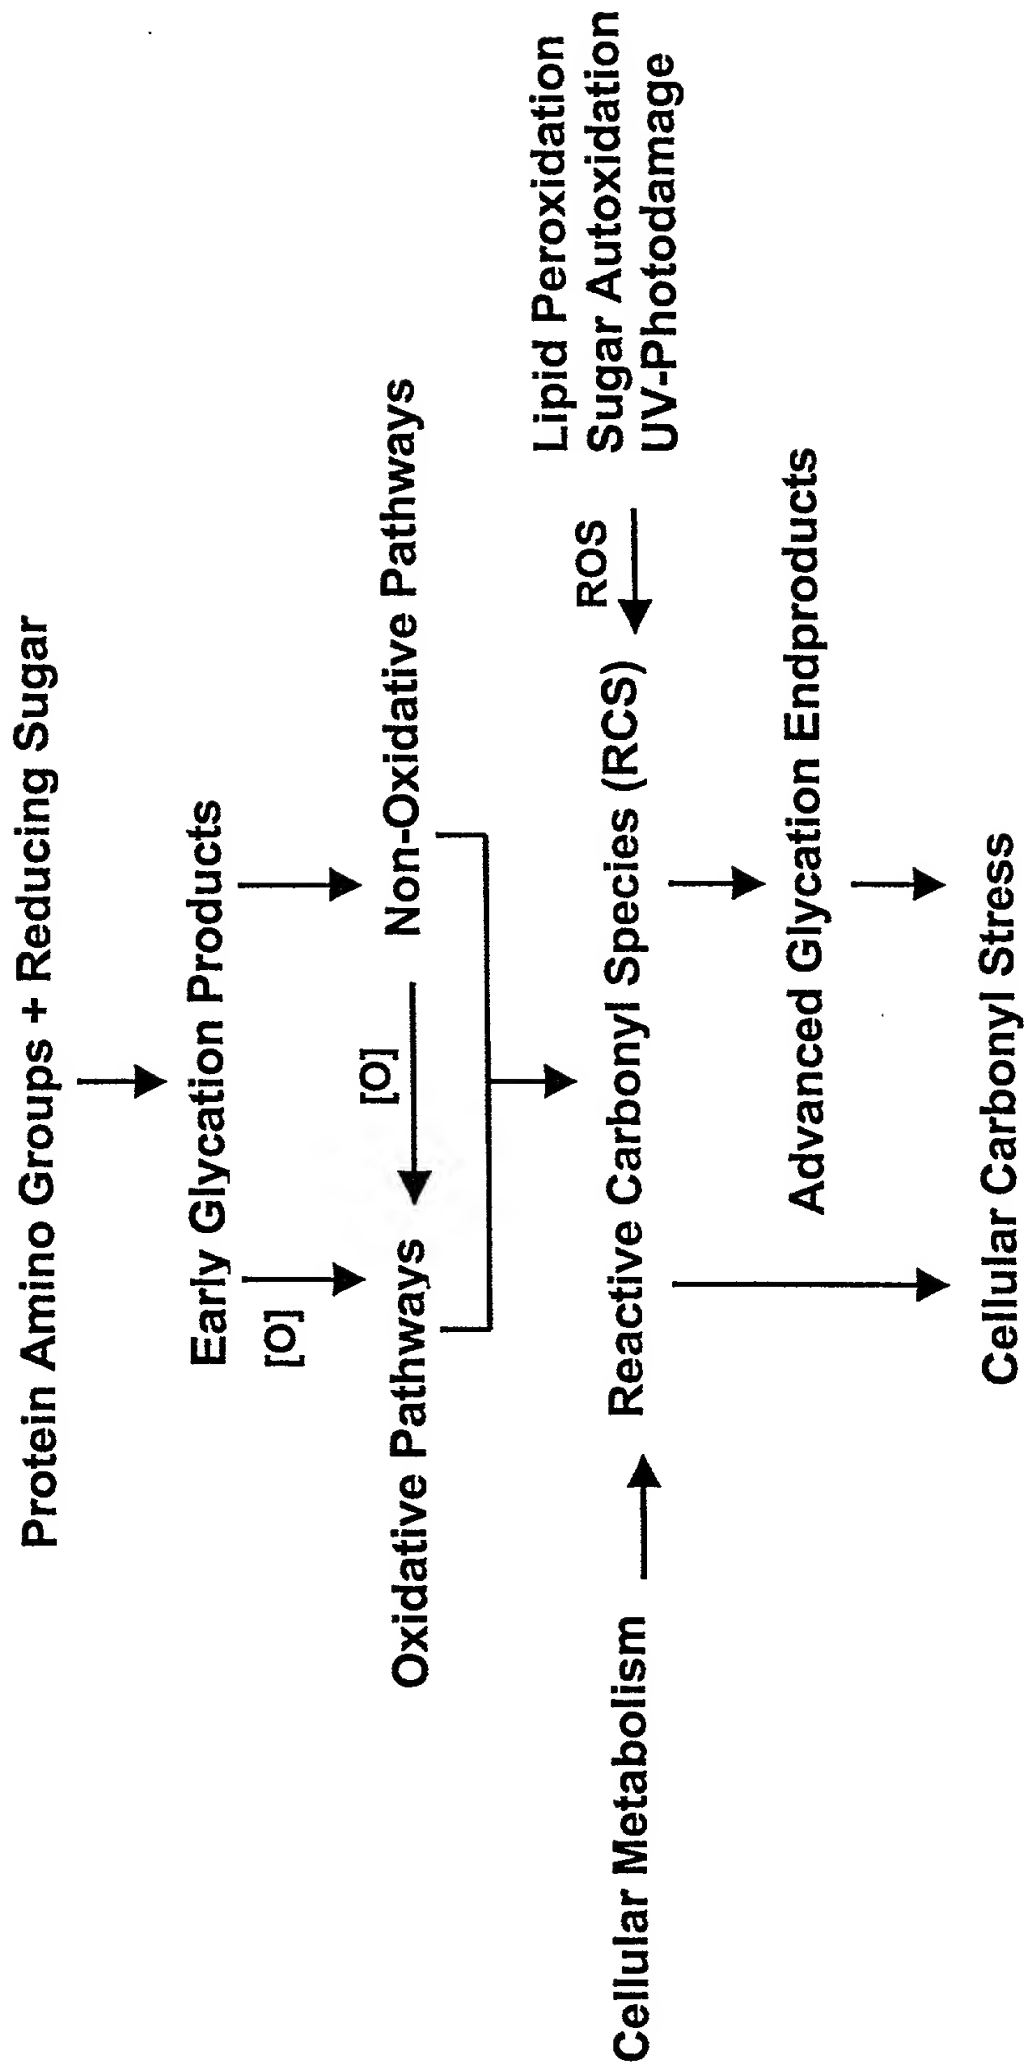 Protein Amino Groups + Reducing Sugar
Early Glycation Products
[O]
Oxidative Pathways
[O]
Non-Oxidative Pathways
Cellular Metabolism
Reactive Carbonyl Species (RCS)
ROS
Lipid Peroxidation
Sugar Autoxidation
UV-Photodamage
Advanced Glycation Endproducts
Cellular Carbonyl Stress